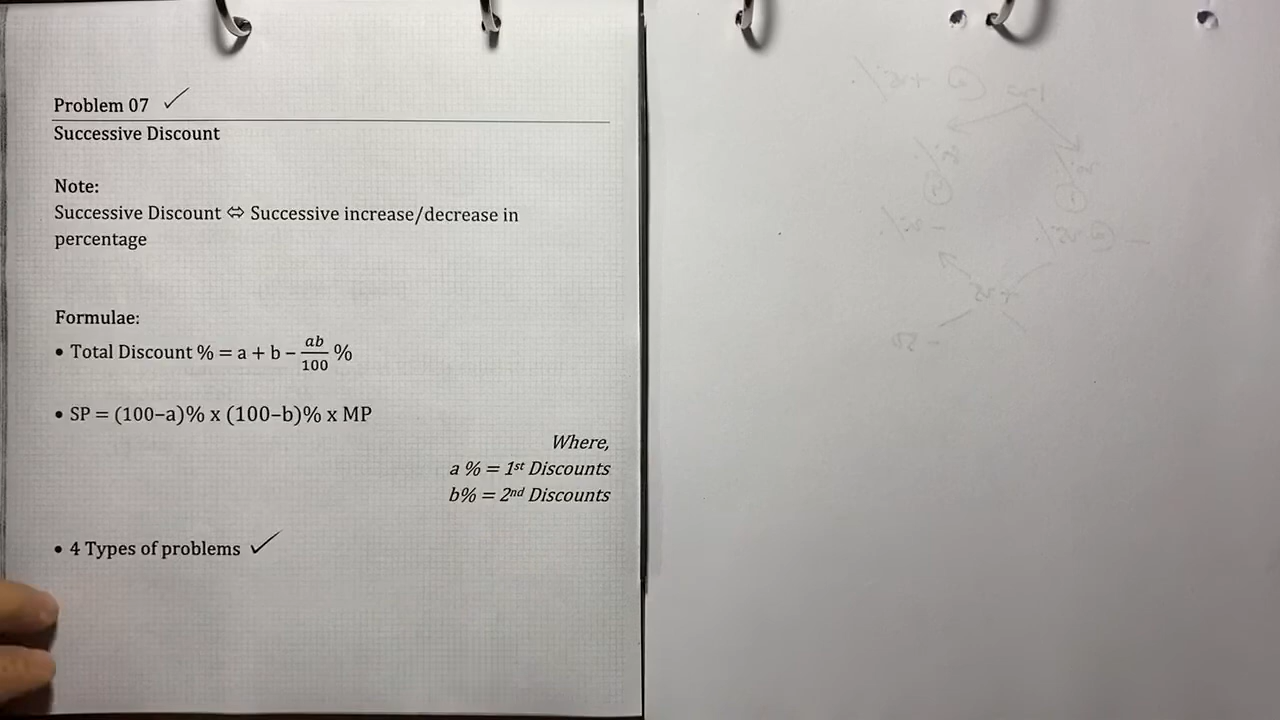 Problem 07
Successive Discount
Note:
Successive Discount ⇔ Successive increase/decrease in
percentage
Formulae:
• Total Discount % = a + b – ab/100 %
• SP = (100–a)% x (100–b)% x MP
Where,
a % = 1st Discounts
b% = 2nd Discounts
• 4 Types of problems